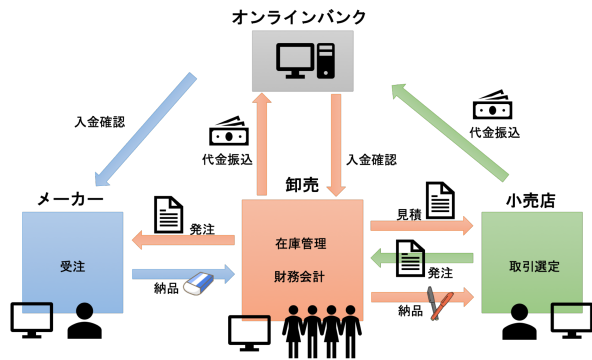 オンラインバンク
入金確認
代金振込
入金確認
代金振込
メーカー
卸売
小売店
発注
見積
受注
在庫管理
財務会計
取引選定
納品
発注
納品